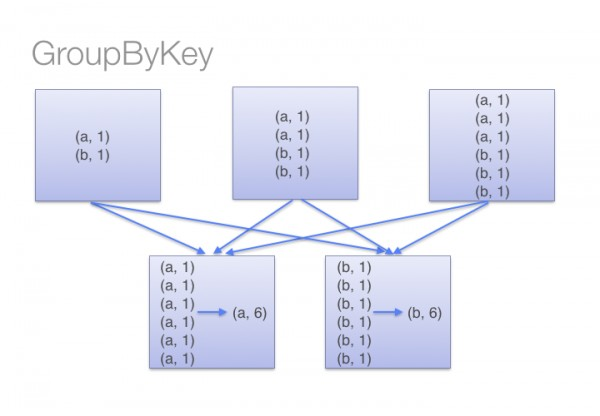 GroupByKey
(a, 1)
(b, 1)
(a, 1)
(a, 1)
(b, 1)
(b, 1)
(a, 1)
(a, 1)
(a, 1)
(b, 1)
(b, 1)
(b, 1)
(a, 1)
(a, 1)
(a, 1)
(a, 1)
(a, 1)
(a, 1)
(a, 6)
(b, 1)
(b, 1)
(b, 1)
(b, 1)
(b, 1)
(b, 1)
(b, 6)